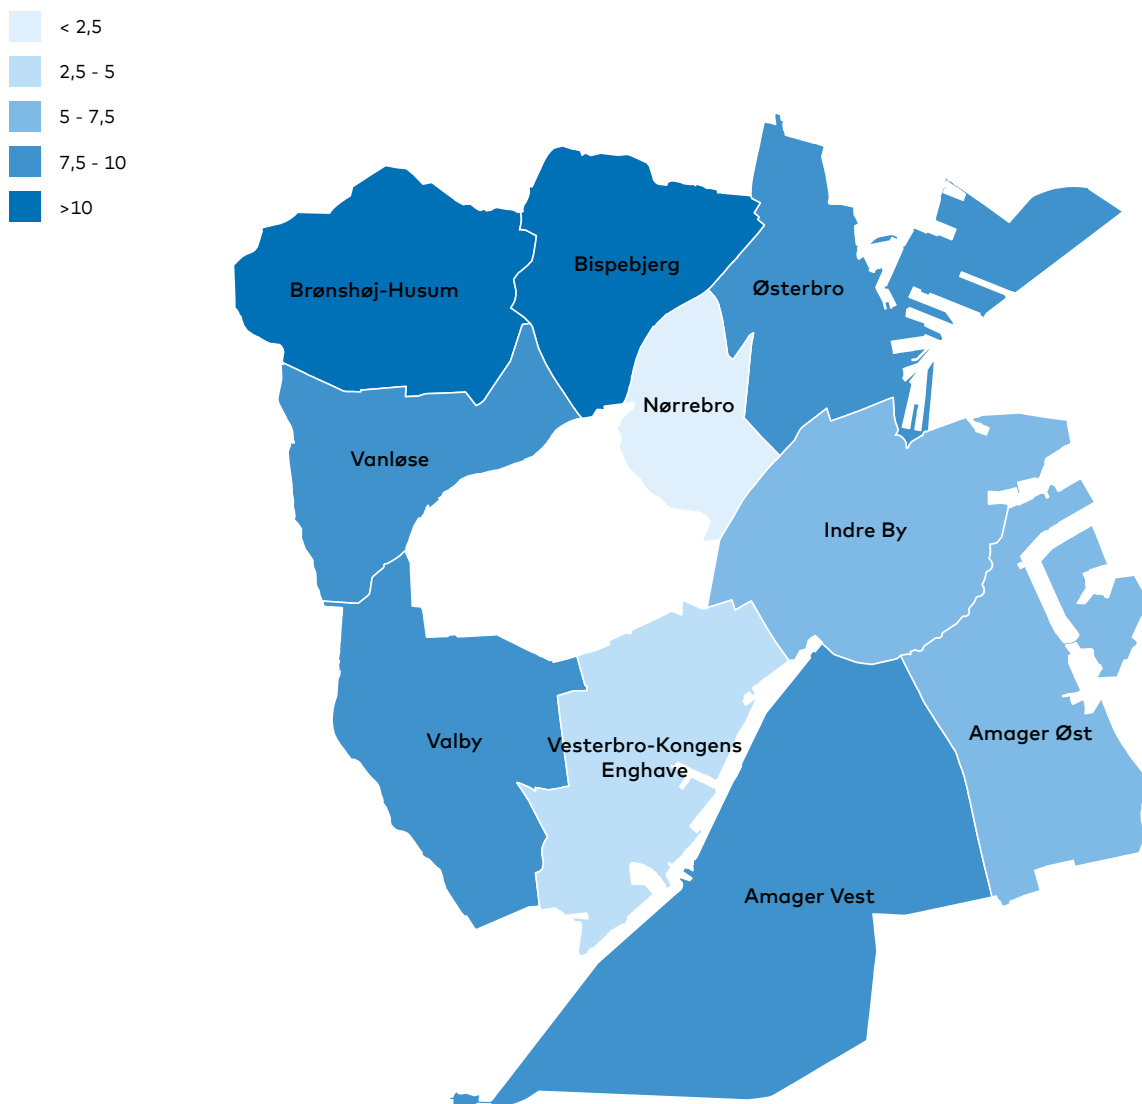 < 2,5
2,5 - 5
5 - 7,5
7,5 - 10
>10
Bispebjerg
Brønshøj-Husum
Østerbro
Nørrebro
Vanløse
Indre By
Amager Øst
Valby
Vesterbro-Kongens
Enghave
Amager Vest